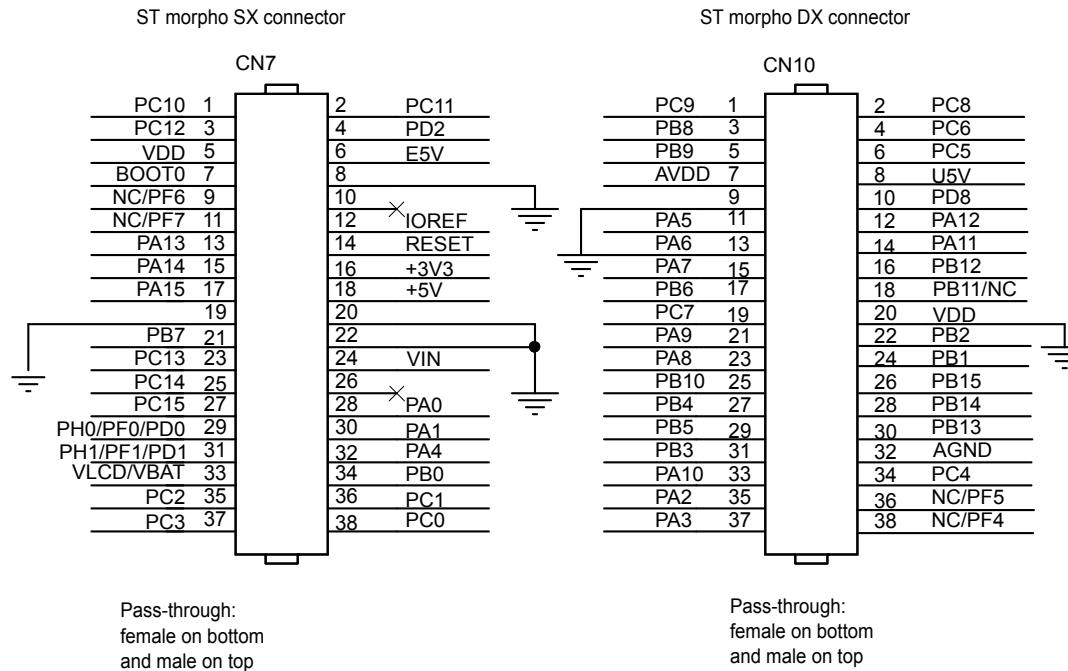 ST morpho SX connector
ST morpho DX connector
CN7
PC10 1 2 PC11
PC12 3 4 PD2
VDD 5 6 E5V
BOOT0 7 8
NC/PF6 9 10
NC/PF7 11 12 IOREF
PA13 13 14 RESET
PA14 15 16 +3V3
PA15 17 18 +5V
19 20
PB7 21 22
PC13 23 24 VIN
PC14 25 26
PC15 27 28 PA0
PH0/PF0/PD0 29 30 PA1
PH1/PF1/PD1 31 32 PA4
VLCD/VBAT 33 34 PB0
PC2 35 36 PC1
PC3 37 38 PC0
Pass-through:
female on bottom
and male on top
CN10
PC9 1 2 PC8
PB8 3 4 PC6
PB9 5 6 PC5
AVDD 7 8 U5V
9 10 PD8
PA5 11 12 PA12
PA6 13 14 PA11
PA7 15 16 PB12
PB6 17 18 PB11/NC
PC7 19 20 VDD
PA9 21 22 PB2
PA8 23 24 PB1
PB10 25 26 PB15
PB4 27 28 PB14
PB5 29 30 PB13
PB3 31 32 AGND
PA10 33 34 PC4
PA2 35 36 NC/PF5
PA3 37 38 NC/PF4
Pass-through:
female on bottom
and male on top